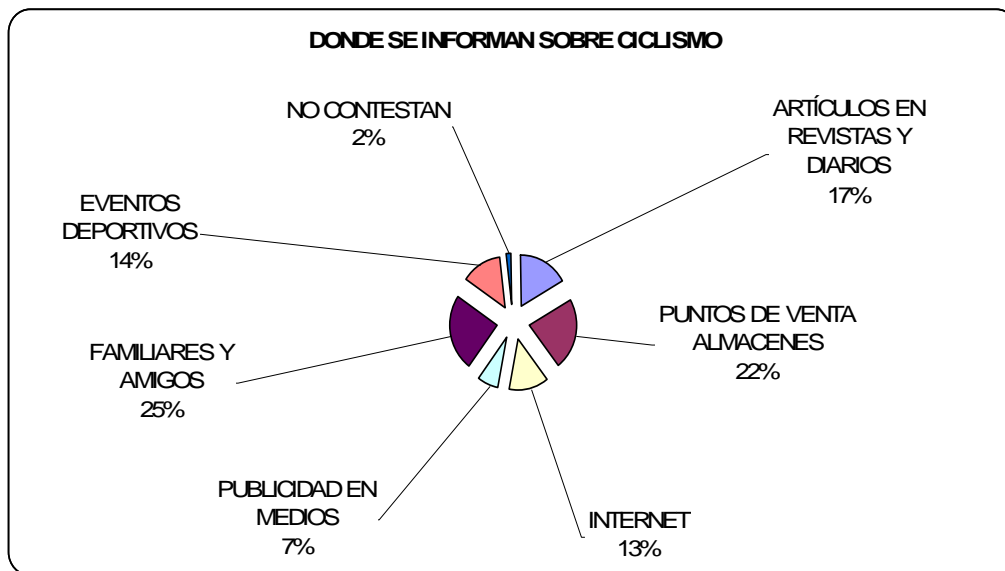 DONDE SE INFORMAN SOBRE CICLISMO
NO CONTESTAN
2%
ARTÍCULOS EN
REVISTAS Y
DIARIOS
17%
EVENTOS
DEPORTIVOS
14%
PUNTOS DE VENTA
ALMACENES
22%
FAMILIARES Y
AMIGOS
25%
PUBLICIDAD EN
MEDIOS
7%
INTERNET
13%